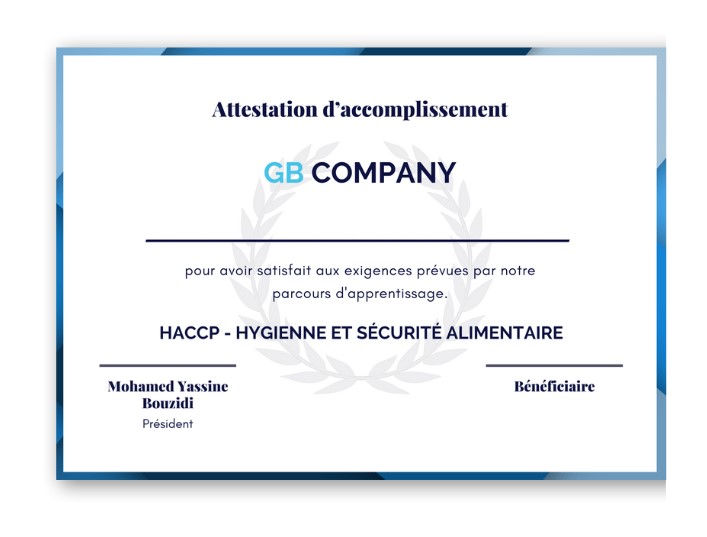 Attestation d’accomplissement
GB COMPANY
pour avoir satisfait aux exigences prévues par notre
parcours d'apprentissage.
HACCP - HYGIENNE ET SÉCURITÉ ALIMENTAIRE
Mohamed Yassine
Bouzidi
Président
Bénéficiaire